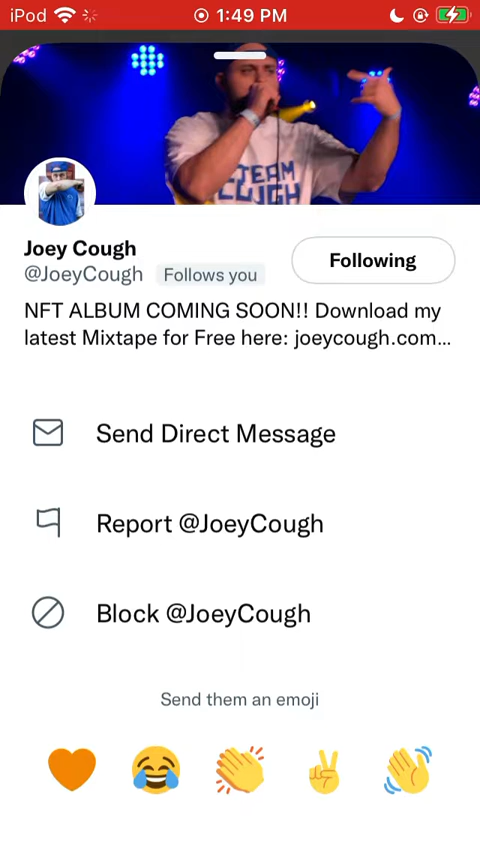 iPod 1:49 PM
TEAM
COUGH
Joey Cough
@JoeyCough Follows you
Following
NFT ALBUM COMING SOON!! Download my
latest Mixtape for Free here: joeycough.com...
Send Direct Message
Report @JoeyCough
Block @JoeyCough
Send them an emoji